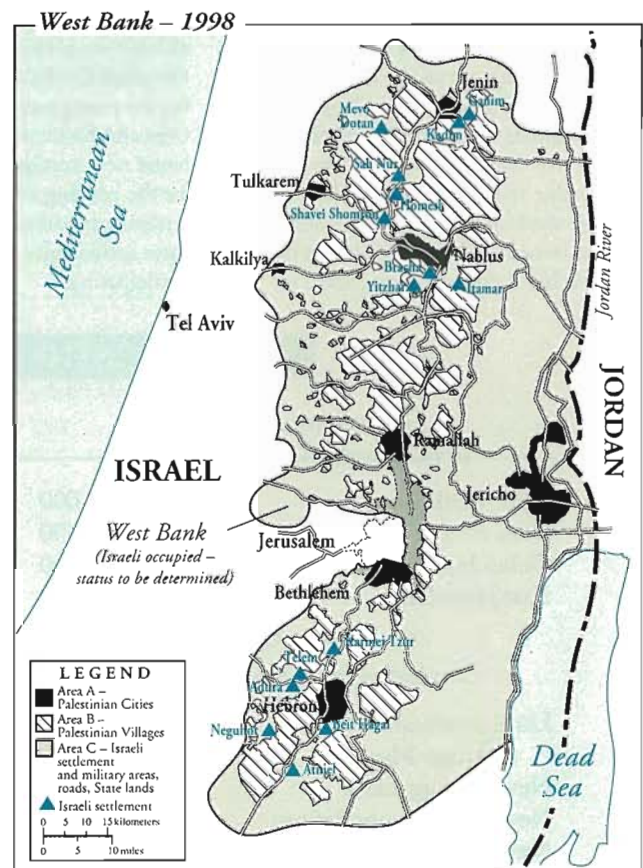 West Bank – 1998
Mediterranean
Sea
Jenin
Ganim
Kadim
Mevo
Dotan
Sah Nur
Tulkarem
Homesh
Shavei Shomron
Nablus
Kalkilya
Bracha
Yitzhar
Itamar
Jordan River
Tel Aviv
JORDAN
Ramallah
ISRAEL
Jericho
West Bank
(Israeli occupied –
status to be determined)
Jerusalem
Bethlehem
Karmei Tzur
Telem
Adura
Hebron
Neguhot
Beit Hagai
Atniel
Dead
Sea
LEGEND
Area A –
Palestinian Cities
Area B –
Palestinian Villages
Area C – Israeli
settlement
and military areas,
roads, State lands
Israeli settlement
0 5 10 15 kilometers
0 5 10 miles